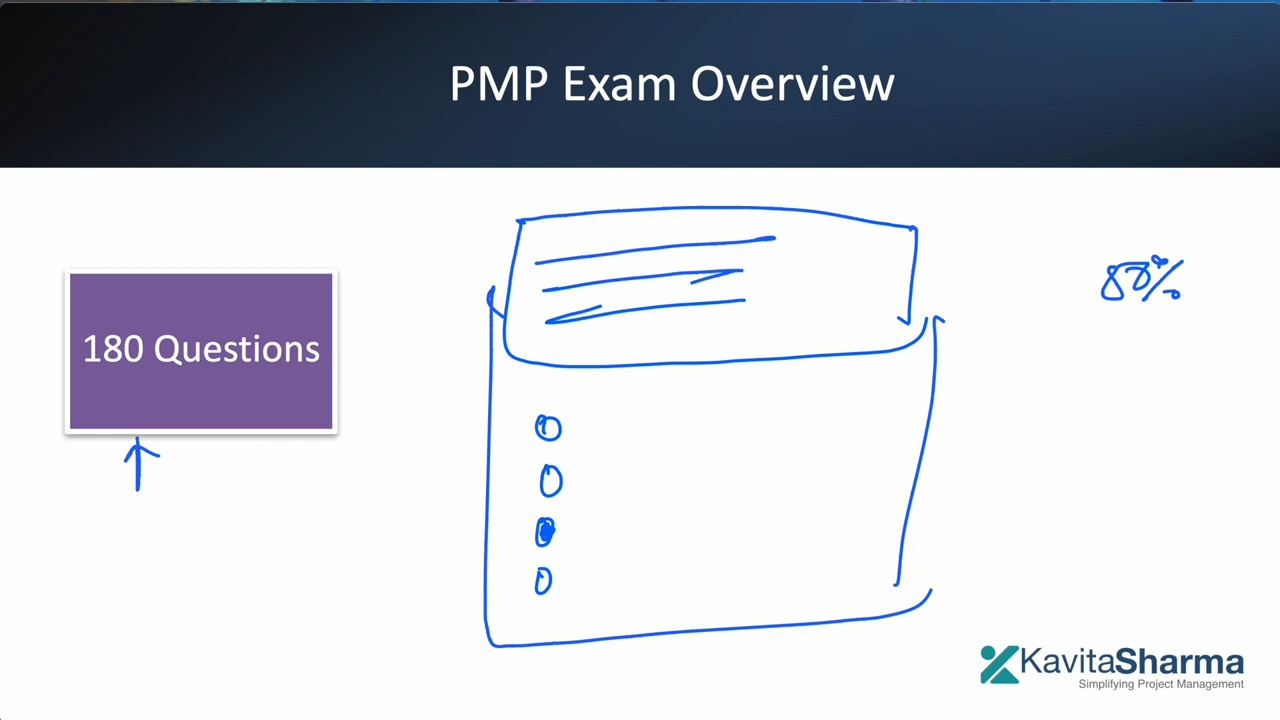 PMP Exam Overview
180 Questions
80%
KavitaSharma
Simplifying Project Management